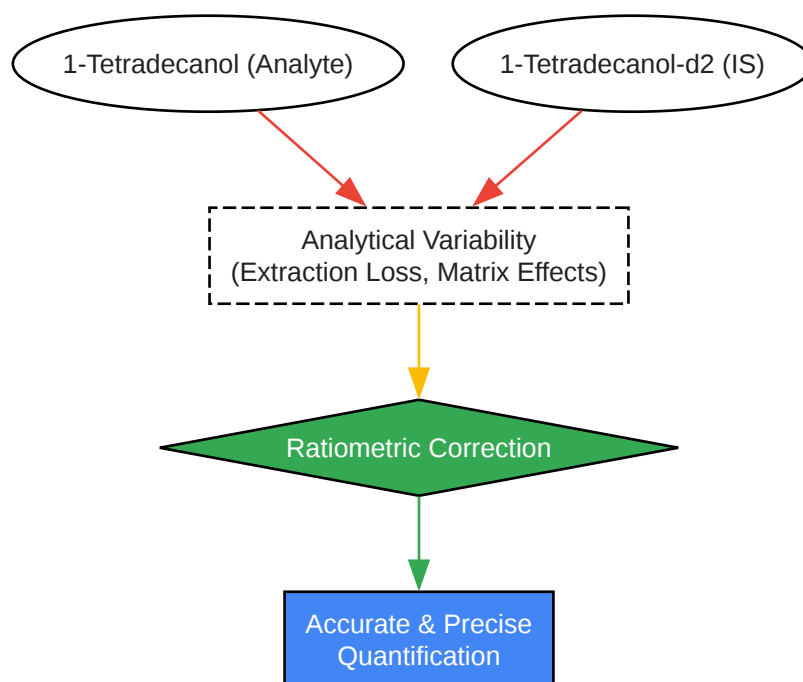 1-Tetradecanol (Analyte)
1-Tetradecanol-d2 (IS)
Analytical Variability
(Extraction Loss, Matrix Effects)
Ratiometric Correction
Accurate & Precise
Quantification